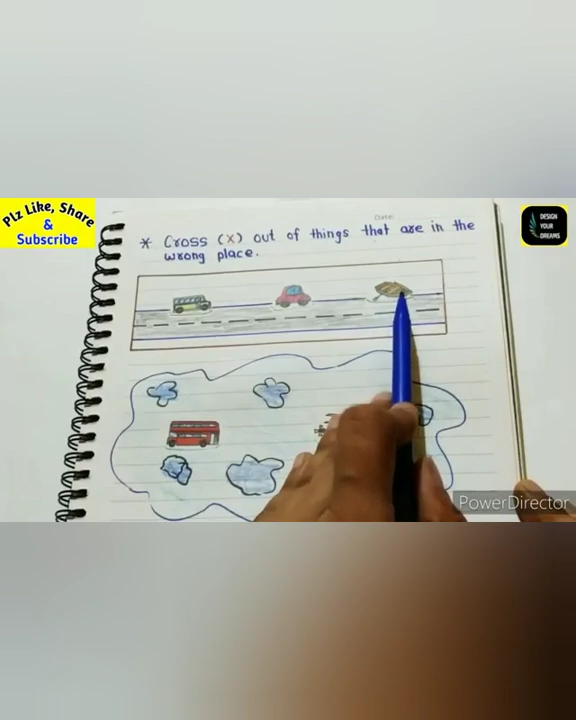 Plz Like, Share
&
Subscribe
DESIGN
YOUR
DREAMS
Date:
* Cross (x) out of things that are in the
wrong place.
PowerDirector